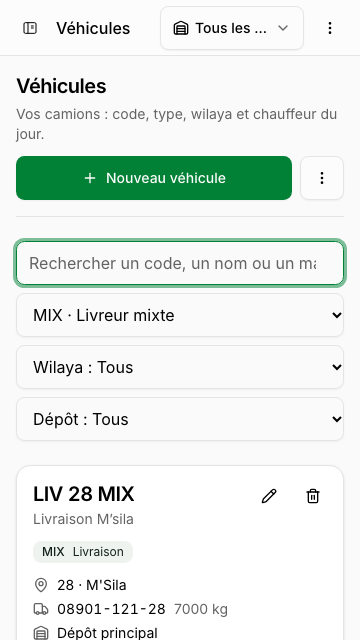 Véhicules
Tous les ...
Véhicules
Vos camions : code, type, wilaya et chauffeur du
jour.
Nouveau véhicule
Rechercher un code, un nom ou un ma
MIX · Livreur mixte
Wilaya : Tous
Dépôt : Tous
LIV 28 MIX
Livraison M’sila
MIX Livraison
28 · M'Sila
08901-121-28 7000 kg
Dépôt principal